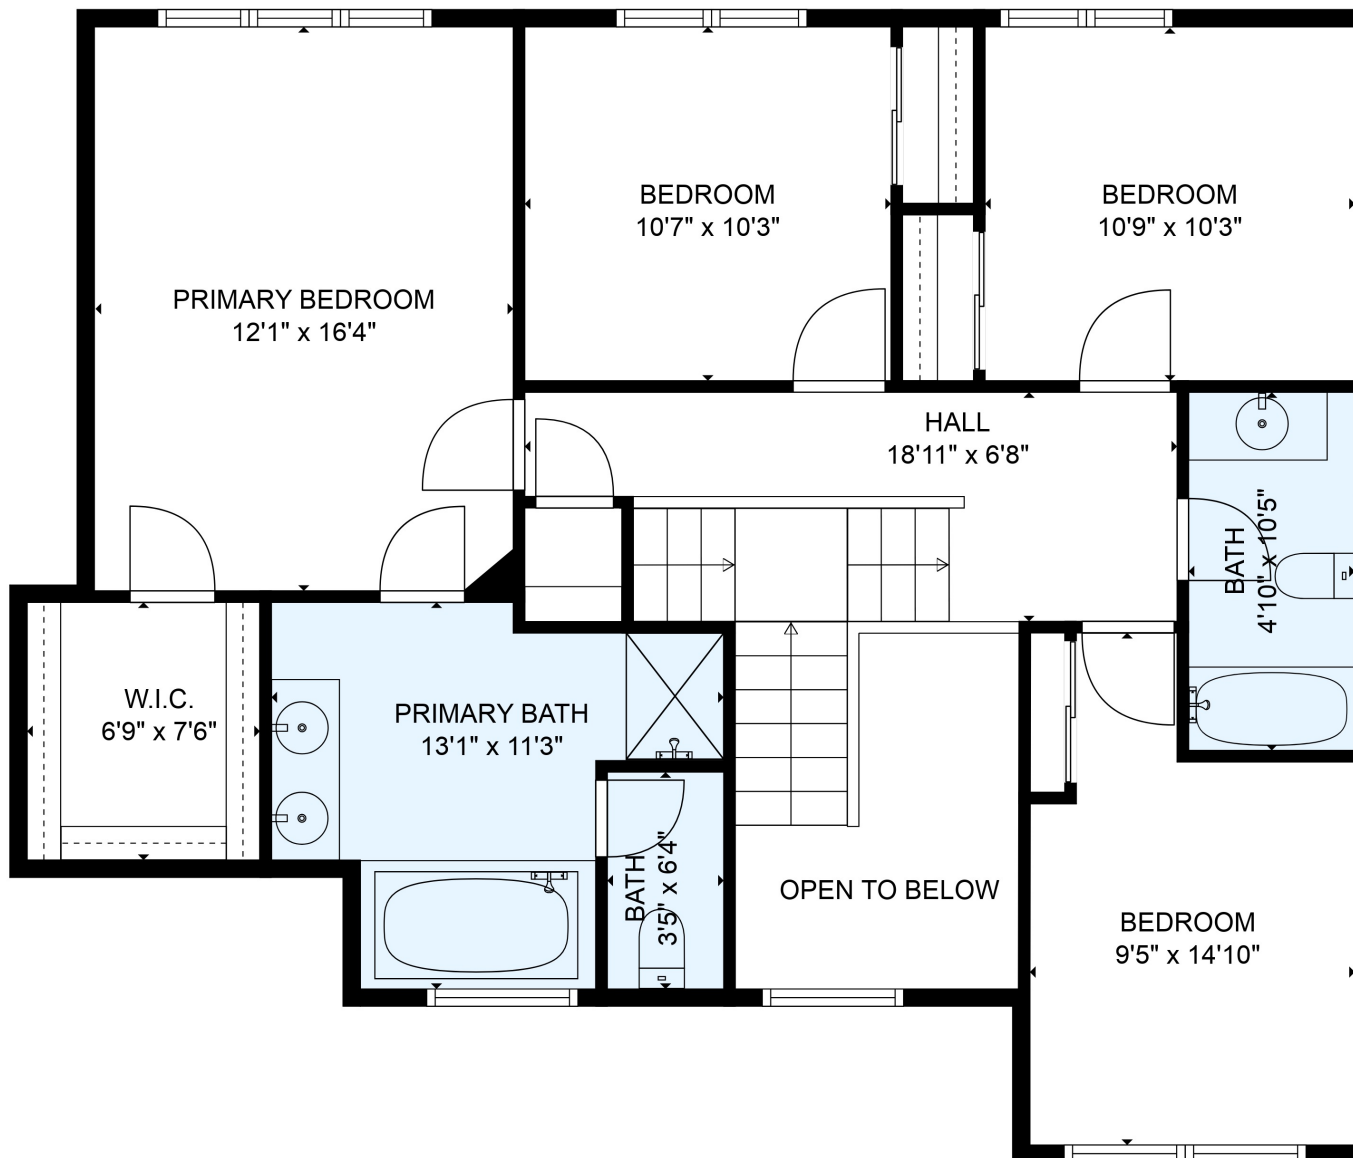 BEDROOM
10'7" x 10'3"
BEDROOM
10'9" x 10'3"
PRIMARY BEDROOM
12'1" x 16'4"
HALL
18'11" x 6'8"
BATH
4'10" x 10'5"
W.I.C.
6'9" x 7'6"
PRIMARY BATH
13'1" x 11'3"
BATH
3'5" x 6'4"
OPEN TO BELOW
BEDROOM
9'5" x 14'10"